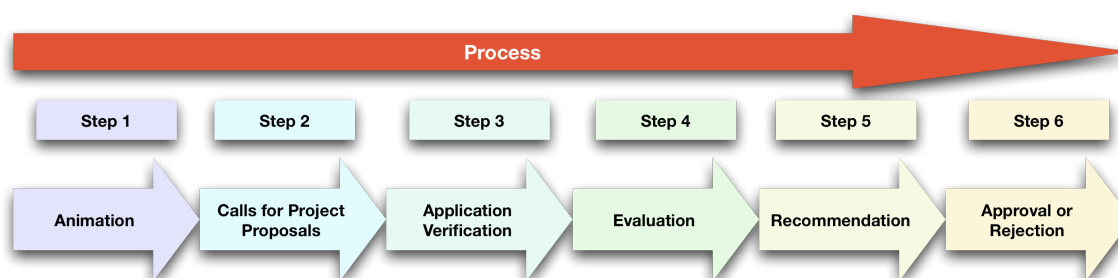 Process
Step 1
Step 2
Step 3
Step 4
Step 5
Step 6
Animation
Calls for Project
Proposals
Application
Verification
Evaluation
Recommendation
Approval or
Rejection